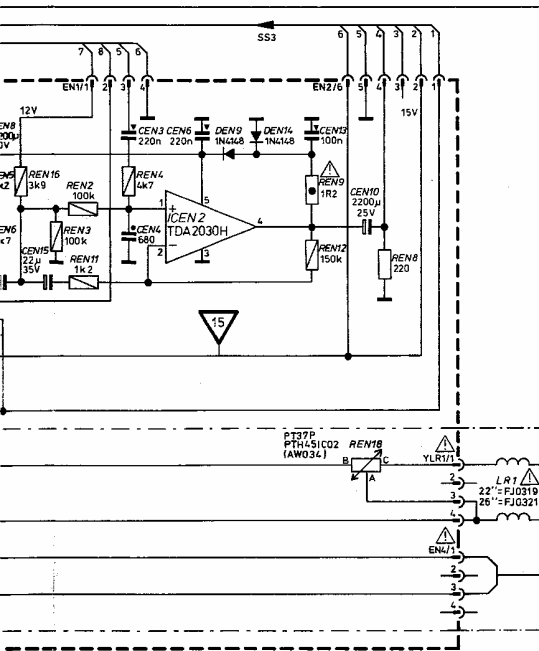 SS3
6 5 4 3 2 1
7 8 5 6
EN1/1 2 3 4
EN2/6 5 4 3 2 1
12V
15V
CEN3
220n
CEN6
220n
DEN9
1N4148
DEN14
1N4148
CEN13
100n
REN16
3k9
REN2
100k
REN4
4k7
REN9
1R2
CEN10
2200µ
25V
1 +
5
ICEN2
TDA2030H
4
2 −
3
REN3
100k
CEN4
680
CEN15
22µ
35V
REN11
1k2
REN12
150k
REN8
220
15
PT37P
PTH451C02
(AW034)
REN18
B C
A
!
YLR1/1
2
3
4
LR1 !
22"=FJ0319
26"=FJ0321
!
EN4/1
2
3
4